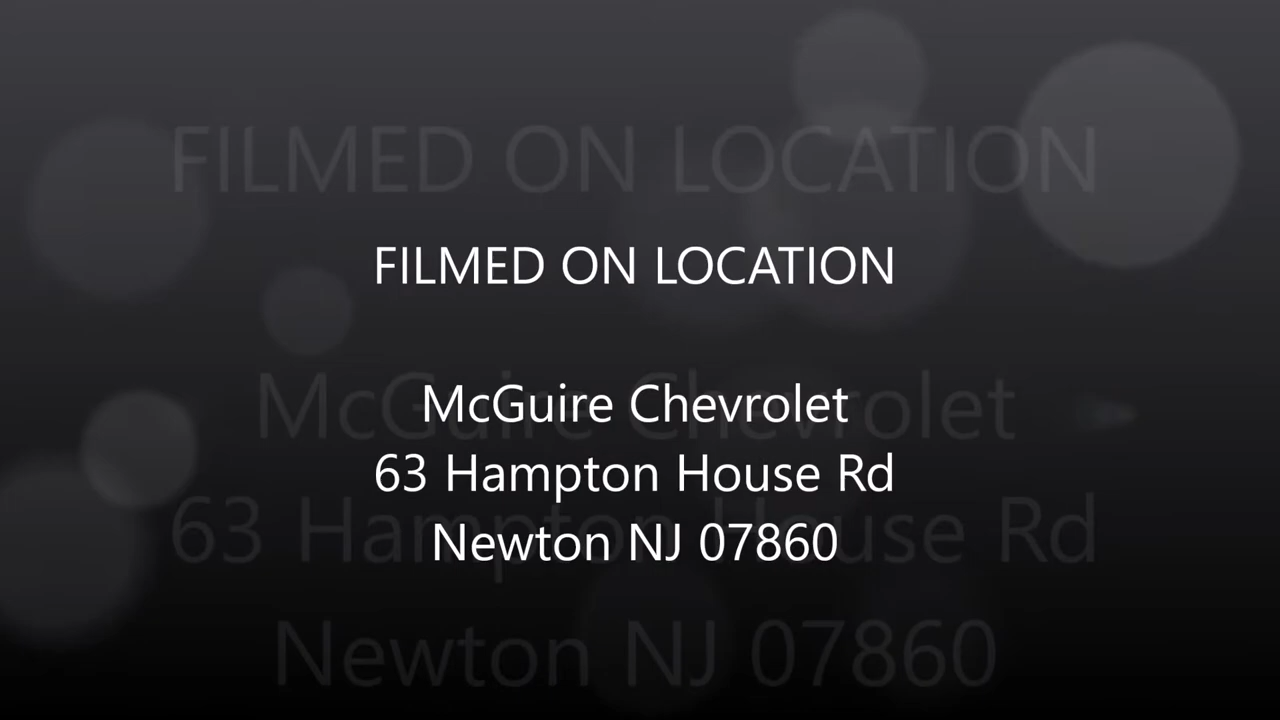 FILMED ON LOCATION
McGuire Chevrolet
63 Hampton House Rd
Newton NJ 07860